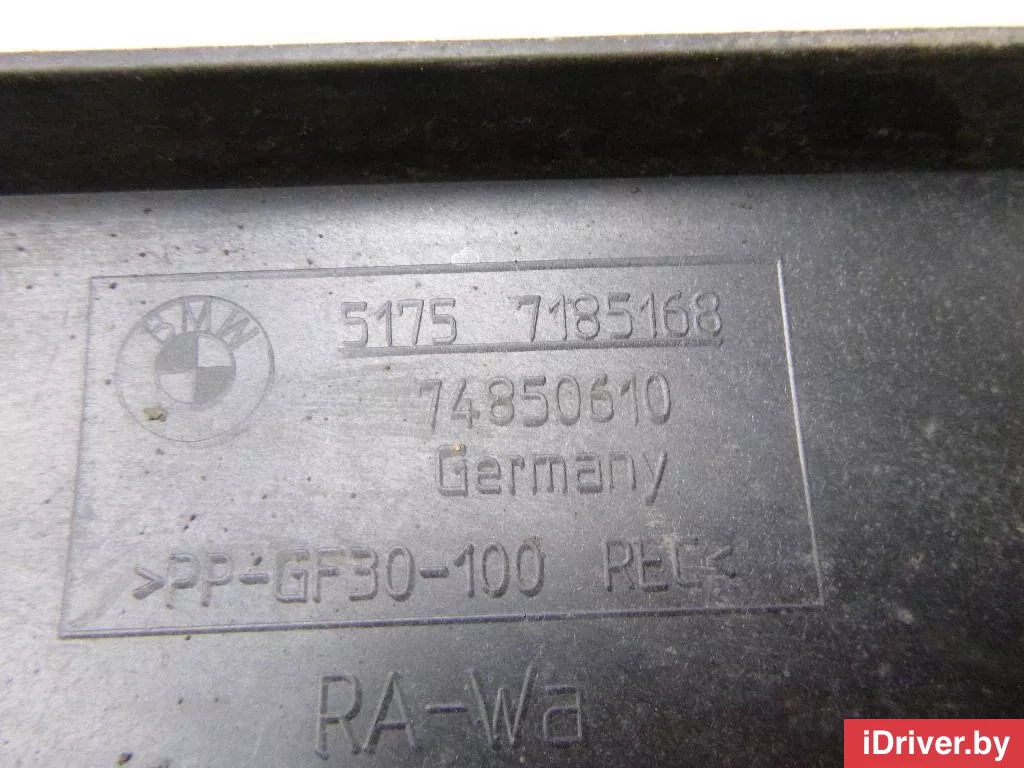 BMW
5175 7185168
74850610
Germany
>PP-GF30-100 REC<
RA-Wa
iDriver.by